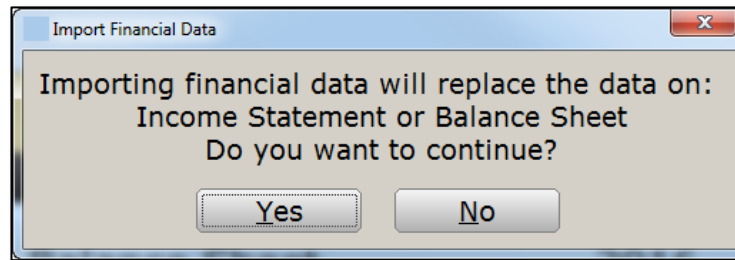 Import Financial Data
Importing financial data will replace the data on:
Income Statement or Balance Sheet
Do you want to continue?
Yes No